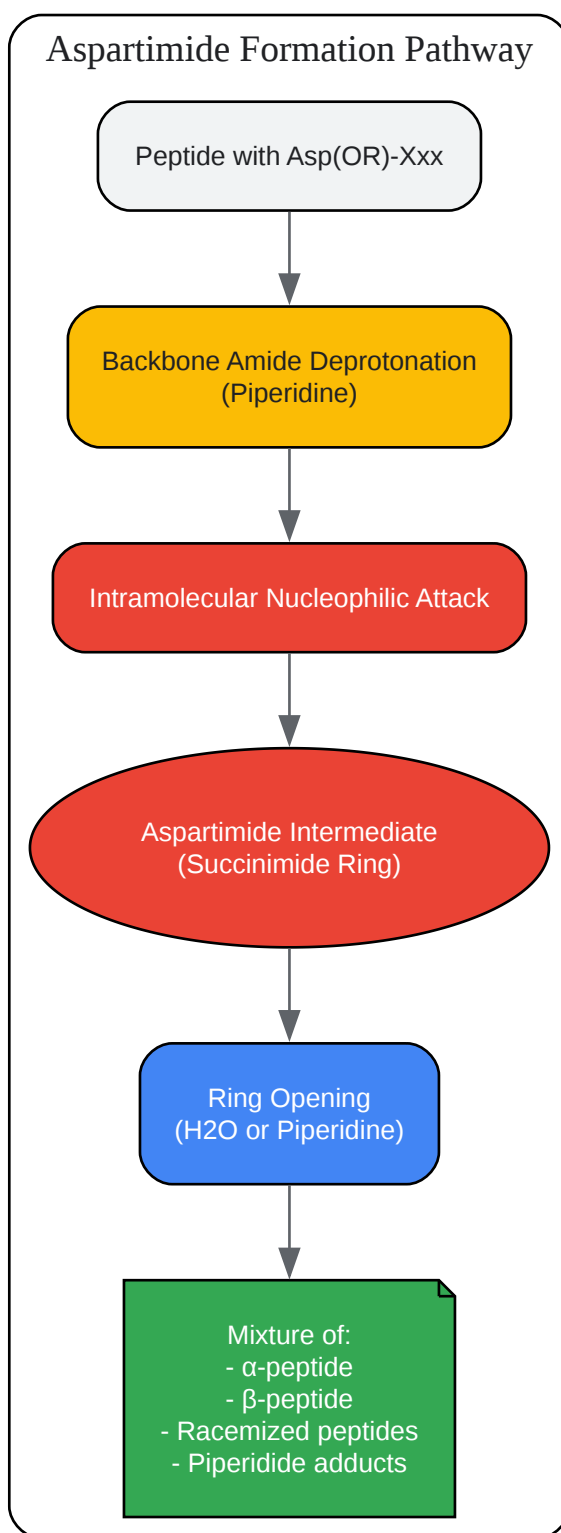 Aspartimide Formation Pathway
Peptide with Asp(OR)-Xxx
Backbone Amide Deprotonation
(Piperidine)
Intramolecular Nucleophilic Attack
Aspartimide Intermediate
(Succinimide Ring)
Ring Opening
(H2O or Piperidine)
Mixture of:
- α-peptide
- β-peptide
- Racemized peptides
- Piperidide adducts